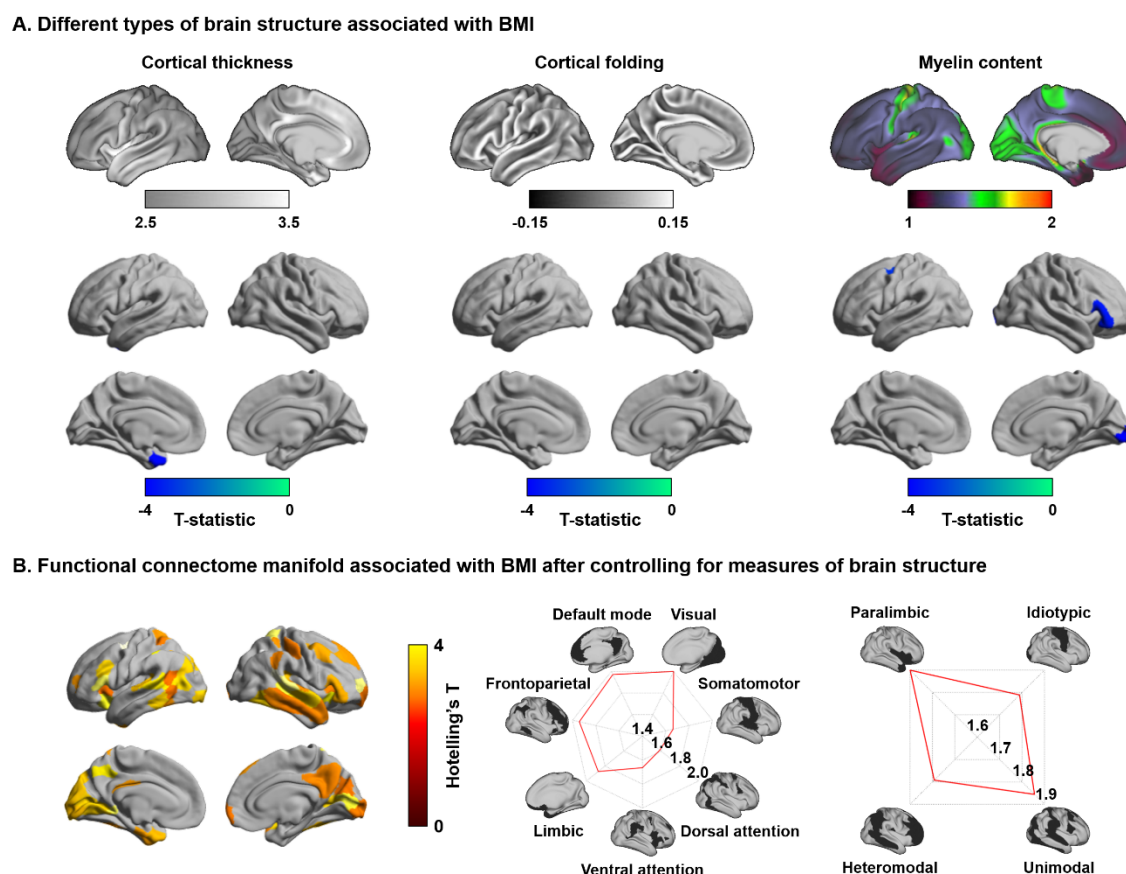 A. Different types of brain structure associated with BMI
Cortical thickness
Cortical folding
Myelin content
2.5 3.5
-0.15 0.15
1 2
-4 0
T-statistic
-4 0
T-statistic
-4 0
T-statistic
B. Functional connectome manifold associated with BMI after controlling for measures of brain structure
4
Hotelling's T
0
Default mode
Visual
Frontoparietal
Somatomotor
1.4
1.6
1.8
2.0
Limbic
Dorsal attention
Ventral attention
Paralimbic
Idiotypic
1.6
1.7
1.8
1.9
Heteromodal
Unimodal